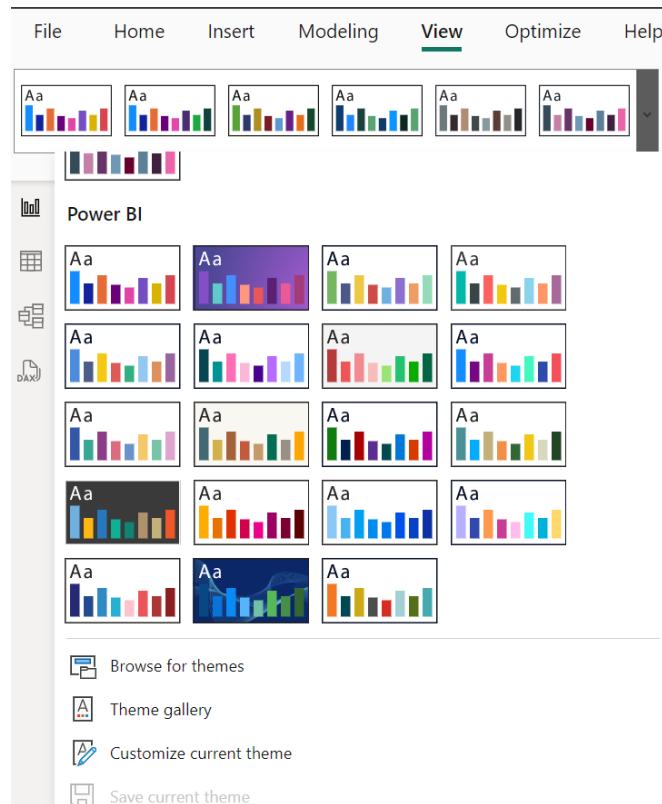 File Home Insert Modeling View Optimize Help
Aa Aa Aa Aa Aa Aa
Power BI
Aa Aa Aa Aa
Aa Aa Aa Aa
DAX
Aa Aa Aa Aa
Aa Aa Aa Aa
Aa Aa Aa
Browse for themes
Theme gallery
Customize current theme
Save current theme